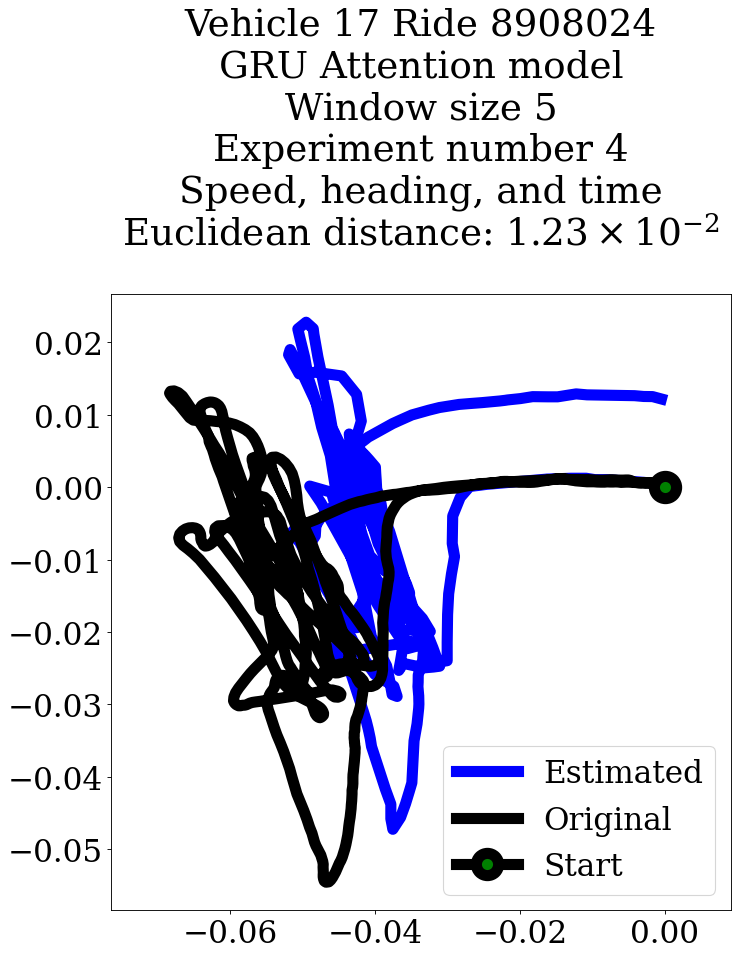 Vehicle 17 Ride 8908024
GRU Attention model
Window size 5
Experiment number 4
Speed, heading, and time
Euclidean distance: 1.23 × 10⁻²
0.02
0.01
0.00
−0.01
−0.02
−0.03
−0.04
−0.05
Estimated
Original
Start
−0.06
−0.04
−0.02
0.00